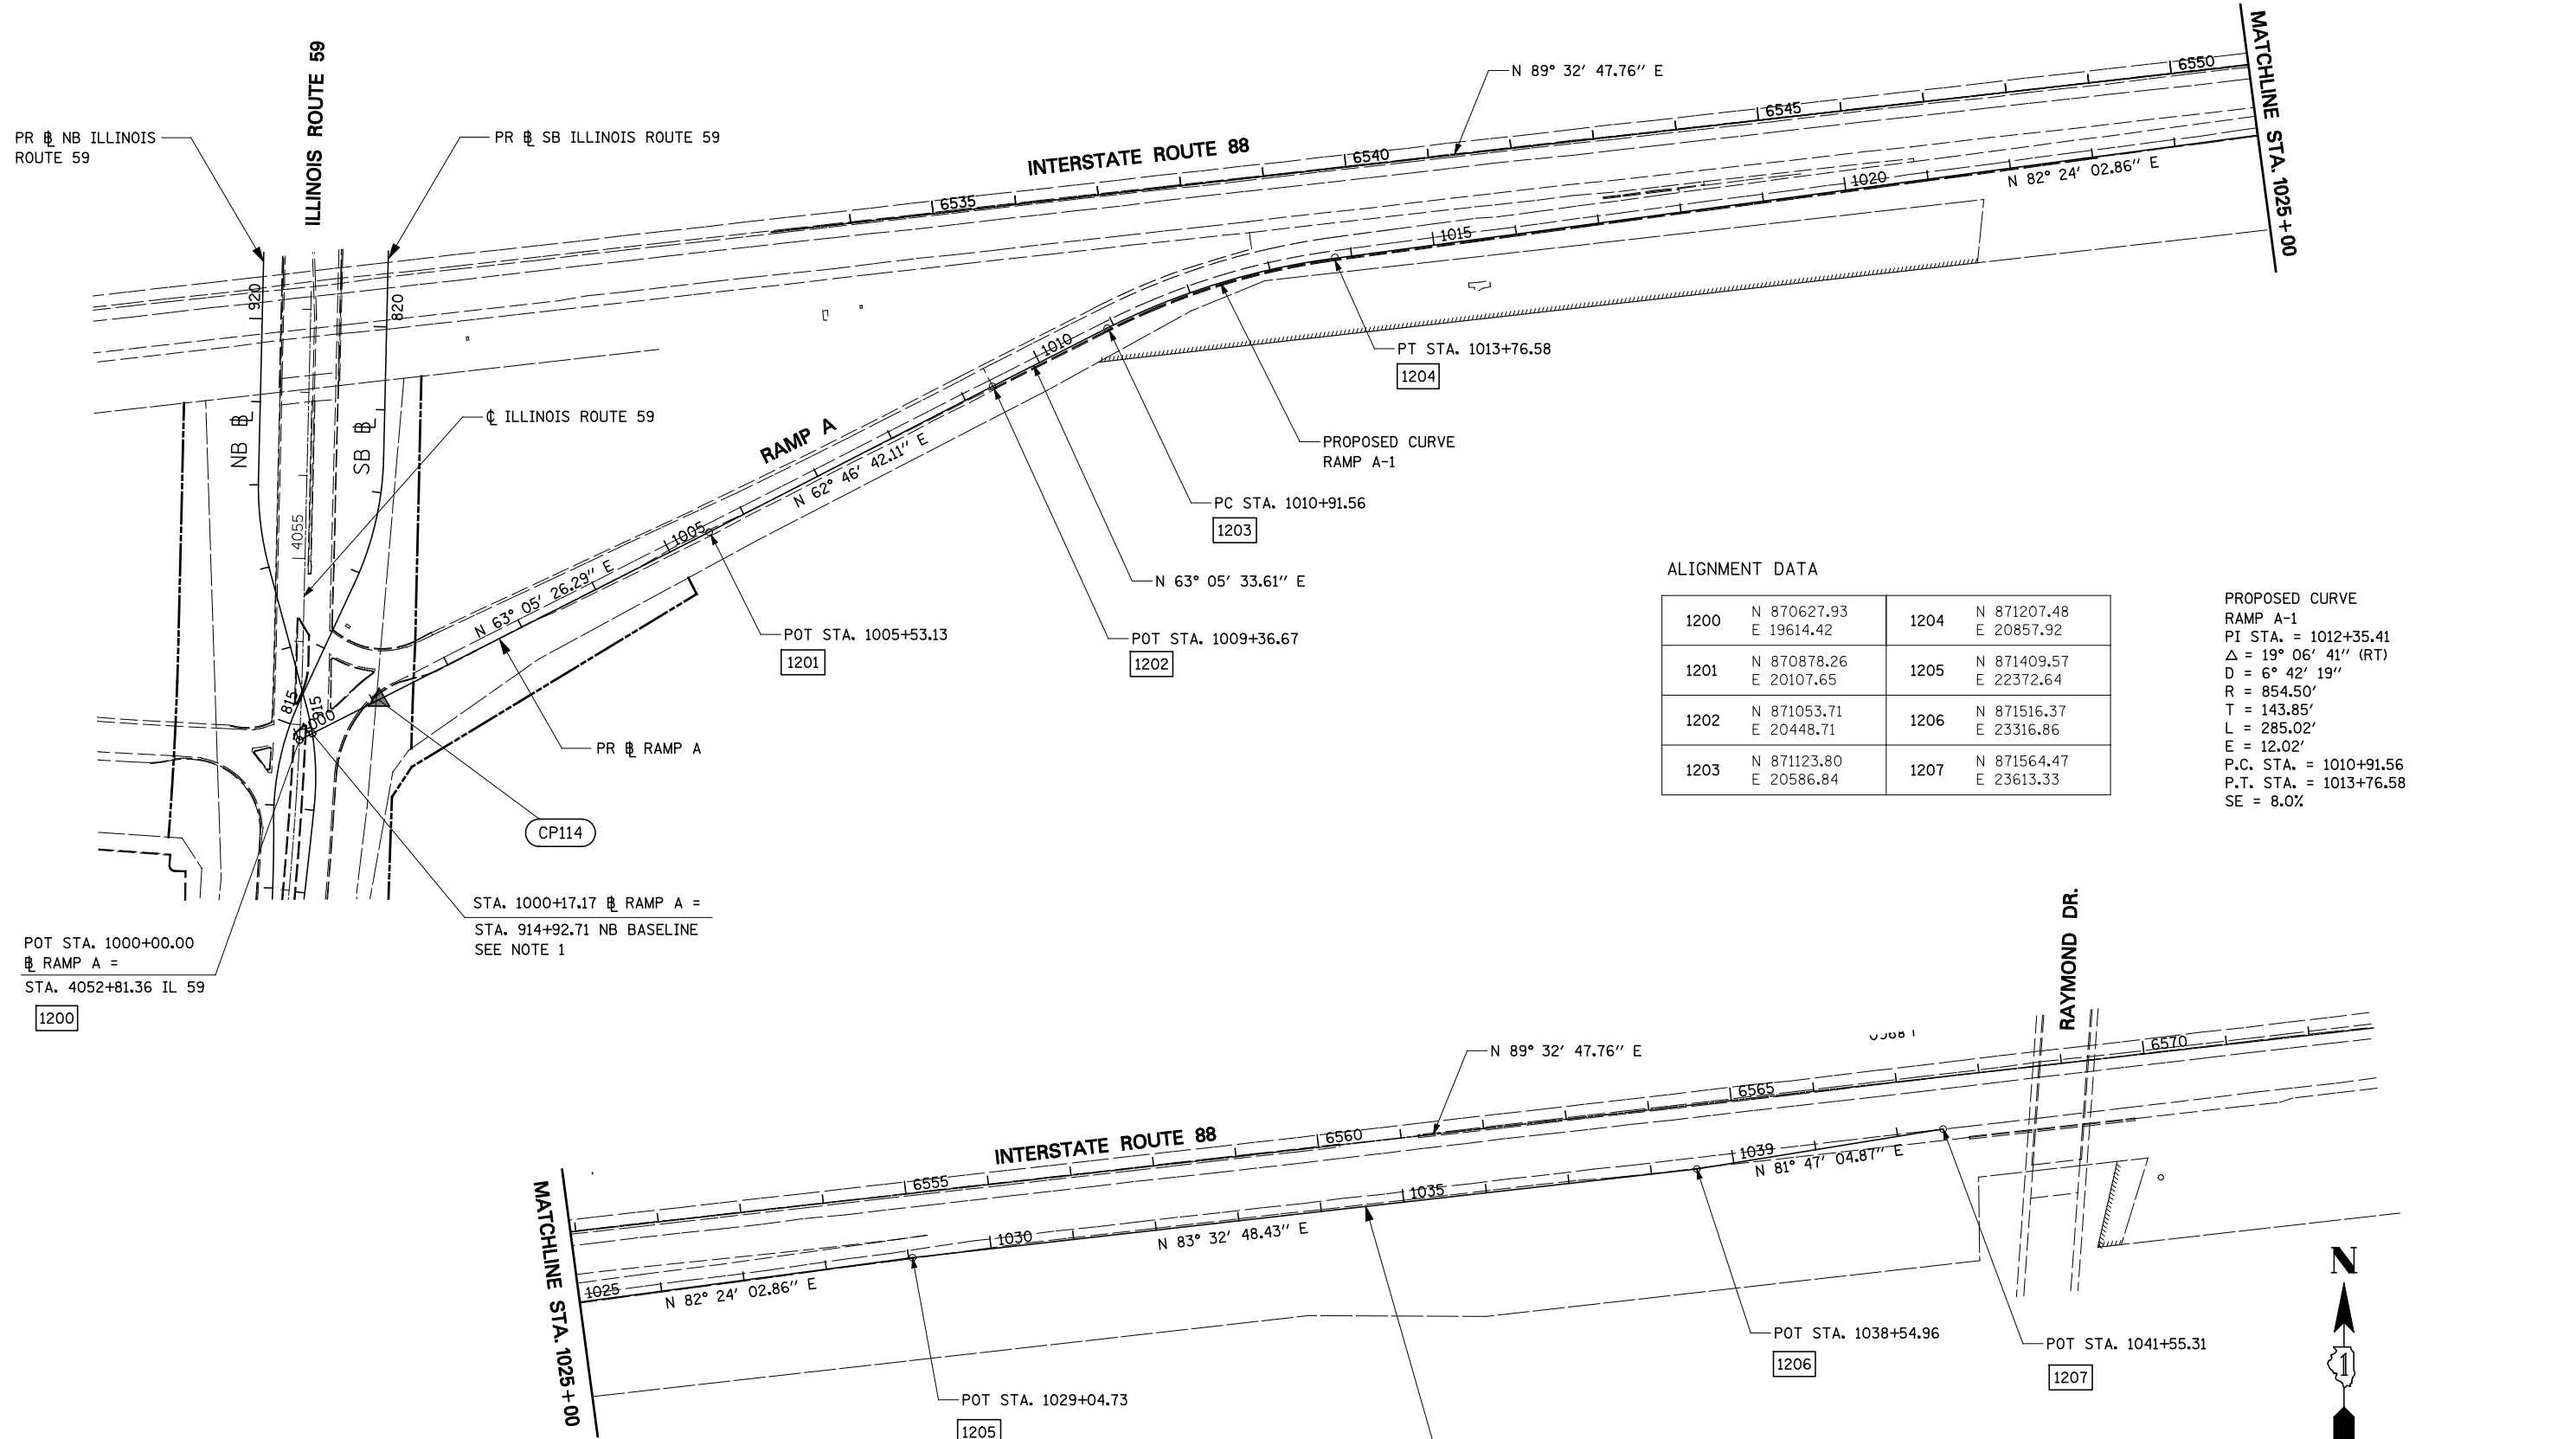 ILLINOIS ROUTE 59
PR ℄ NB ILLINOIS
ROUTE 59
PR ℄ SB ILLINOIS ROUTE 59
920
820
NB ℄
SB ℄
℄ ILLINOIS ROUTE 59
4055
815
915
1000
INTERSTATE ROUTE 88
6535
6540
6545
6550
N 89° 32' 47.76" E
MATCHLINE STA. 1025+00
N 82° 24' 02.86" E
1020
1015
1010
1005
RAMP A
N 62° 46' 42.11" E
N 63° 05' 26.29" E
PT STA. 1013+76.58
1204
PROPOSED CURVE
RAMP A-1
PC STA. 1010+91.56
1203
N 63° 05' 33.61" E
POT STA. 1009+36.67
1202
POT STA. 1005+53.13
1201
PR ℄ RAMP A
CP114
STA. 1000+17.17 ℄ RAMP A =
STA. 914+92.71 NB BASELINE
SEE NOTE 1
POT STA. 1000+00.00
℄ RAMP A =
STA. 4052+81.36 IL 59
1200
ALIGNMENT DATA
1200 N 870627.93 E 19614.42 1204 N 871207.48 E 20857.92
1201 N 870878.26 E 20107.65 1205 N 871409.57 E 22372.64
1202 N 871053.71 E 20448.71 1206 N 871516.37 E 23316.86
1203 N 871123.80 E 20586.84 1207 N 871564.47 E 23613.33
PROPOSED CURVE
RAMP A-1
PI STA. = 1012+35.41
Δ = 19° 06' 41" (RT)
D = 6° 42' 19"
R = 854.50'
T = 143.85'
L = 285.02'
E = 12.02'
P.C. STA. = 1010+91.56
P.T. STA. = 1013+76.58
SE = 8.0%
RAYMOND DR.
N 89° 32' 47.76" E
INTERSTATE ROUTE 88
6555
6560
6565
6570
MATCHLINE STA. 1025+00
1025
N 82° 24' 02.86" E
1030
N 83° 32' 48.43" E
1035
1039
N 81° 47' 04.87" E
POT STA. 1029+04.73
1205
POT STA. 1038+54.96
1206
POT STA. 1041+55.31
1207
N
1